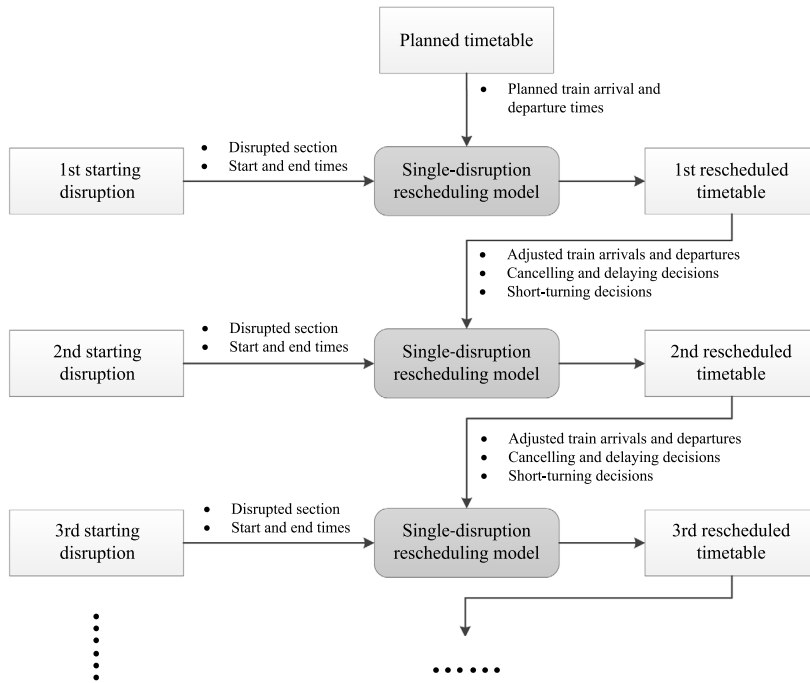 Planned timetable
• Planned train arrival and
departure times
1st starting
disruption
• Disrupted section
• Start and end times
Single-disruption
rescheduling model
1st rescheduled
timetable
• Adjusted train arrivals and departures
• Cancelling and delaying decisions
• Short-turning decisions
2nd starting
disruption
• Disrupted section
• Start and end times
Single-disruption
rescheduling model
2nd rescheduled
timetable
• Adjusted train arrivals and departures
• Cancelling and delaying decisions
• Short-turning decisions
3rd starting
disruption
• Disrupted section
• Start and end times
Single-disruption
rescheduling model
3rd rescheduled
timetable